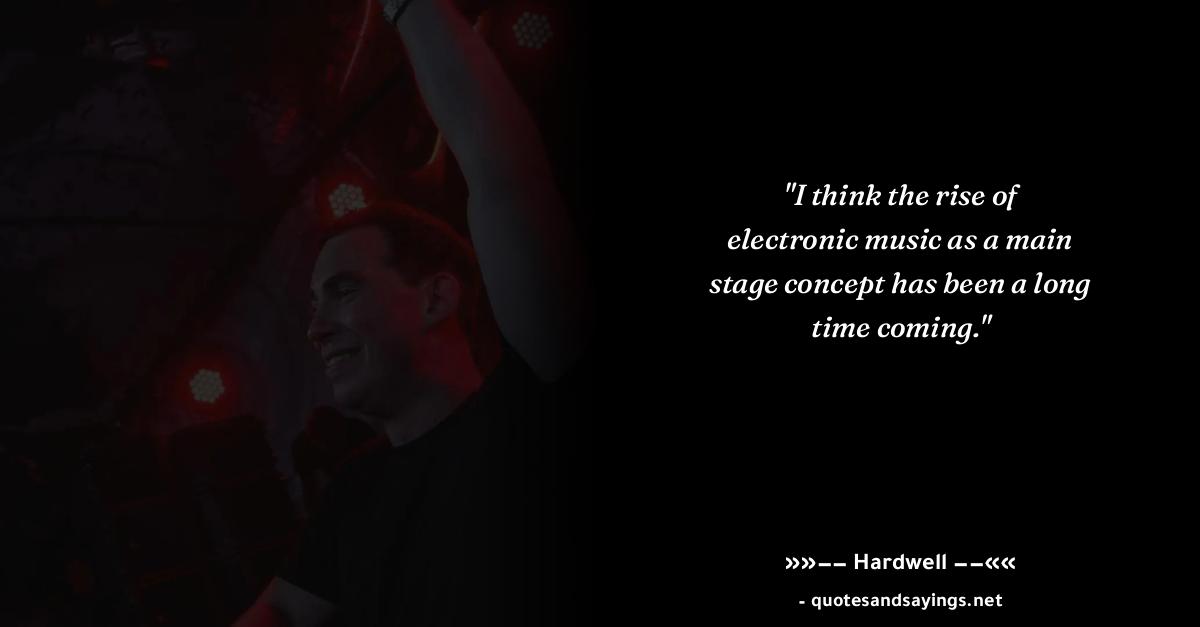 "I think the rise of
electronic music as a main
stage concept has been a long
time coming."
»»−− Hardwell −−««
- quotesandsayings.net